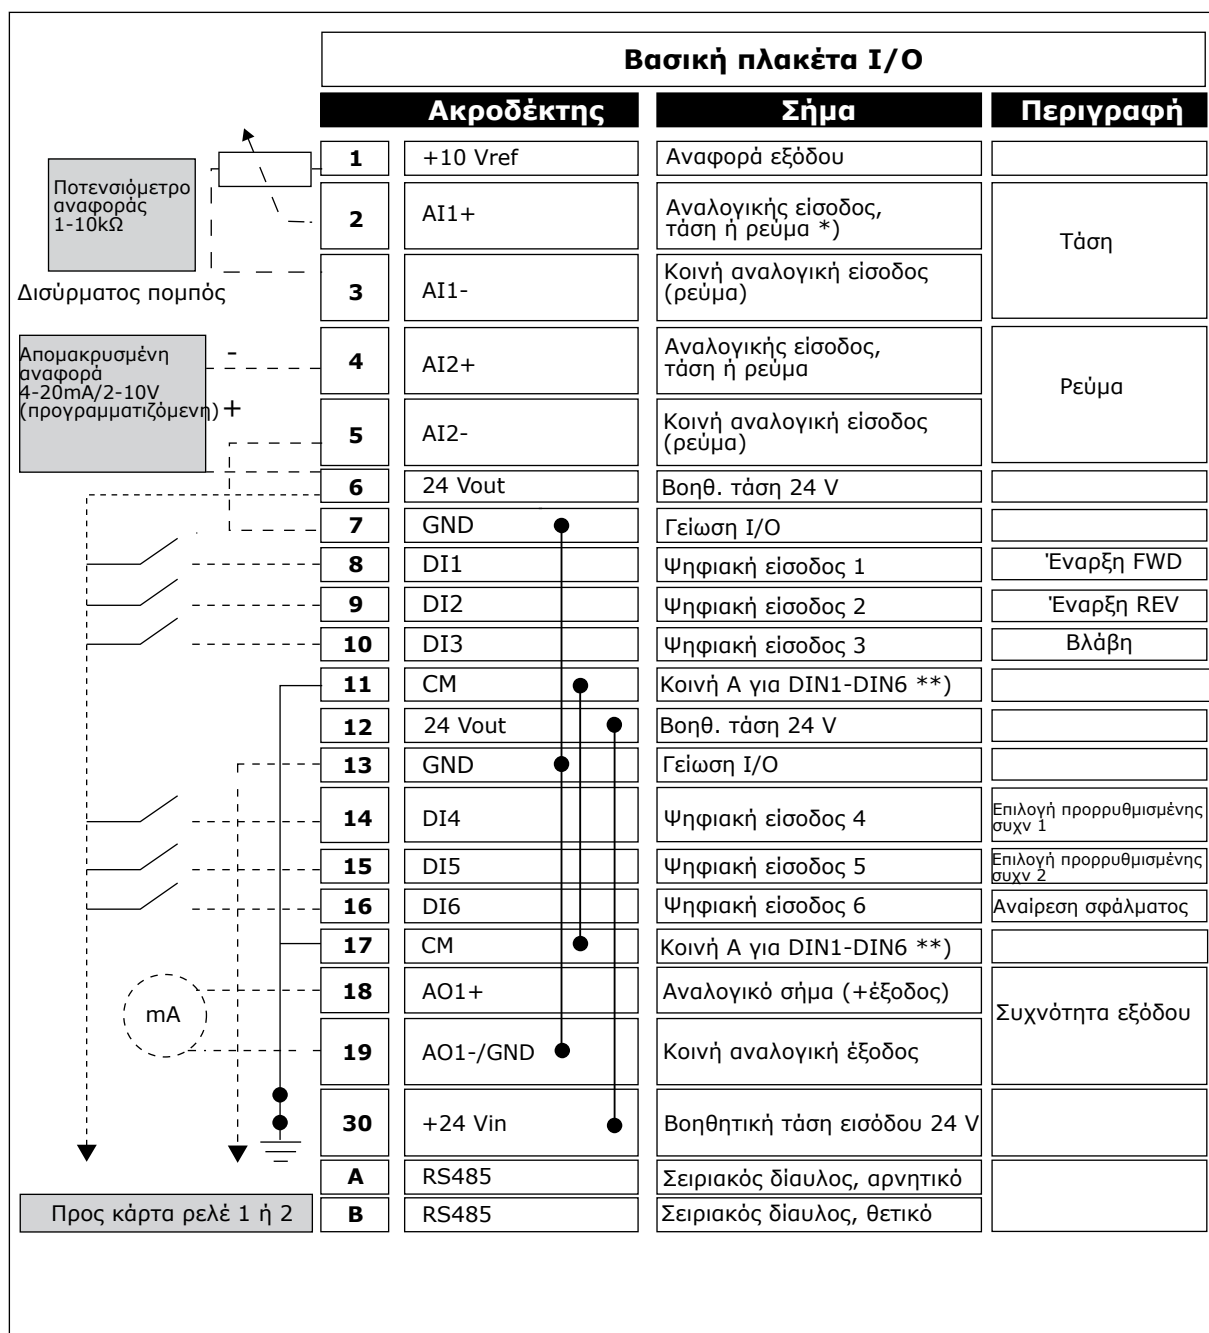 Βασική πλακέτα I/O
Ακροδέκτης Σήμα Περιγραφή
Ποτενσιόμετρο
αναφοράς
1-10kΩ
Δισύρματος πομπός
Απομακρυσμένη
αναφορά
4-20mA/2-10V
(προγραμματιζόμενη)
-
+
1 +10 Vref Αναφορά εξόδου
2 AI1+ Αναλογικής είσοδος,
τάση ή ρεύμα *)
Τάση
3 AI1- Κοινή αναλογική είσοδος
(ρεύμα)
4 AI2+ Αναλογικής είσοδος,
τάση ή ρεύμα
Ρεύμα
5 AI2- Κοινή αναλογική είσοδος
(ρεύμα)
6 24 Vout Βοηθ. τάση 24 V
7 GND Γείωση I/O
8 DI1 Ψηφιακή είσοδος 1 Έναρξη FWD
9 DI2 Ψηφιακή είσοδος 2 Έναρξη REV
10 DI3 Ψηφιακή είσοδος 3 Βλάβη
11 CM Κοινή A για DIN1-DIN6 **)
12 24 Vout Βοηθ. τάση 24 V
13 GND Γείωση I/O
14 DI4 Ψηφιακή είσοδος 4 Επιλογή προρρυθμισμένης
συχν 1
15 DI5 Ψηφιακή είσοδος 5 Επιλογή προρρυθμισμένης
συχν 2
16 DI6 Ψηφιακή είσοδος 6 Αναίρεση σφάλματος
17 CM Κοινή A για DIN1-DIN6 **)
18 AO1+ Αναλογικό σήμα (+έξοδος)
Συχνότητα εξόδου
mA
19 AO1-/GND Κοινή αναλογική έξοδος
30 +24 Vin Βοηθητική τάση εισόδου 24 V
A RS485 Σειριακός δίαυλος, αρνητικό
B RS485 Σειριακός δίαυλος, θετικό
Προς κάρτα ρελέ 1 ή 2